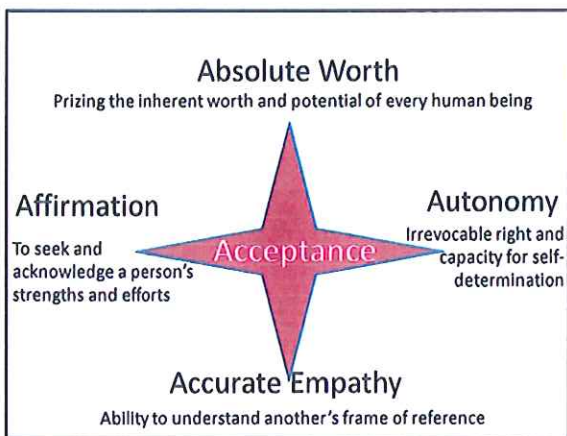 Absolute Worth
Prizing the inherent worth and potential of every human being
Affirmation
To seek and
acknowledge a person's
strengths and efforts
Acceptance
Autonomy
Irrevocable right and
capacity for self-
determination
Accurate Empathy
Ability to understand another's frame of reference